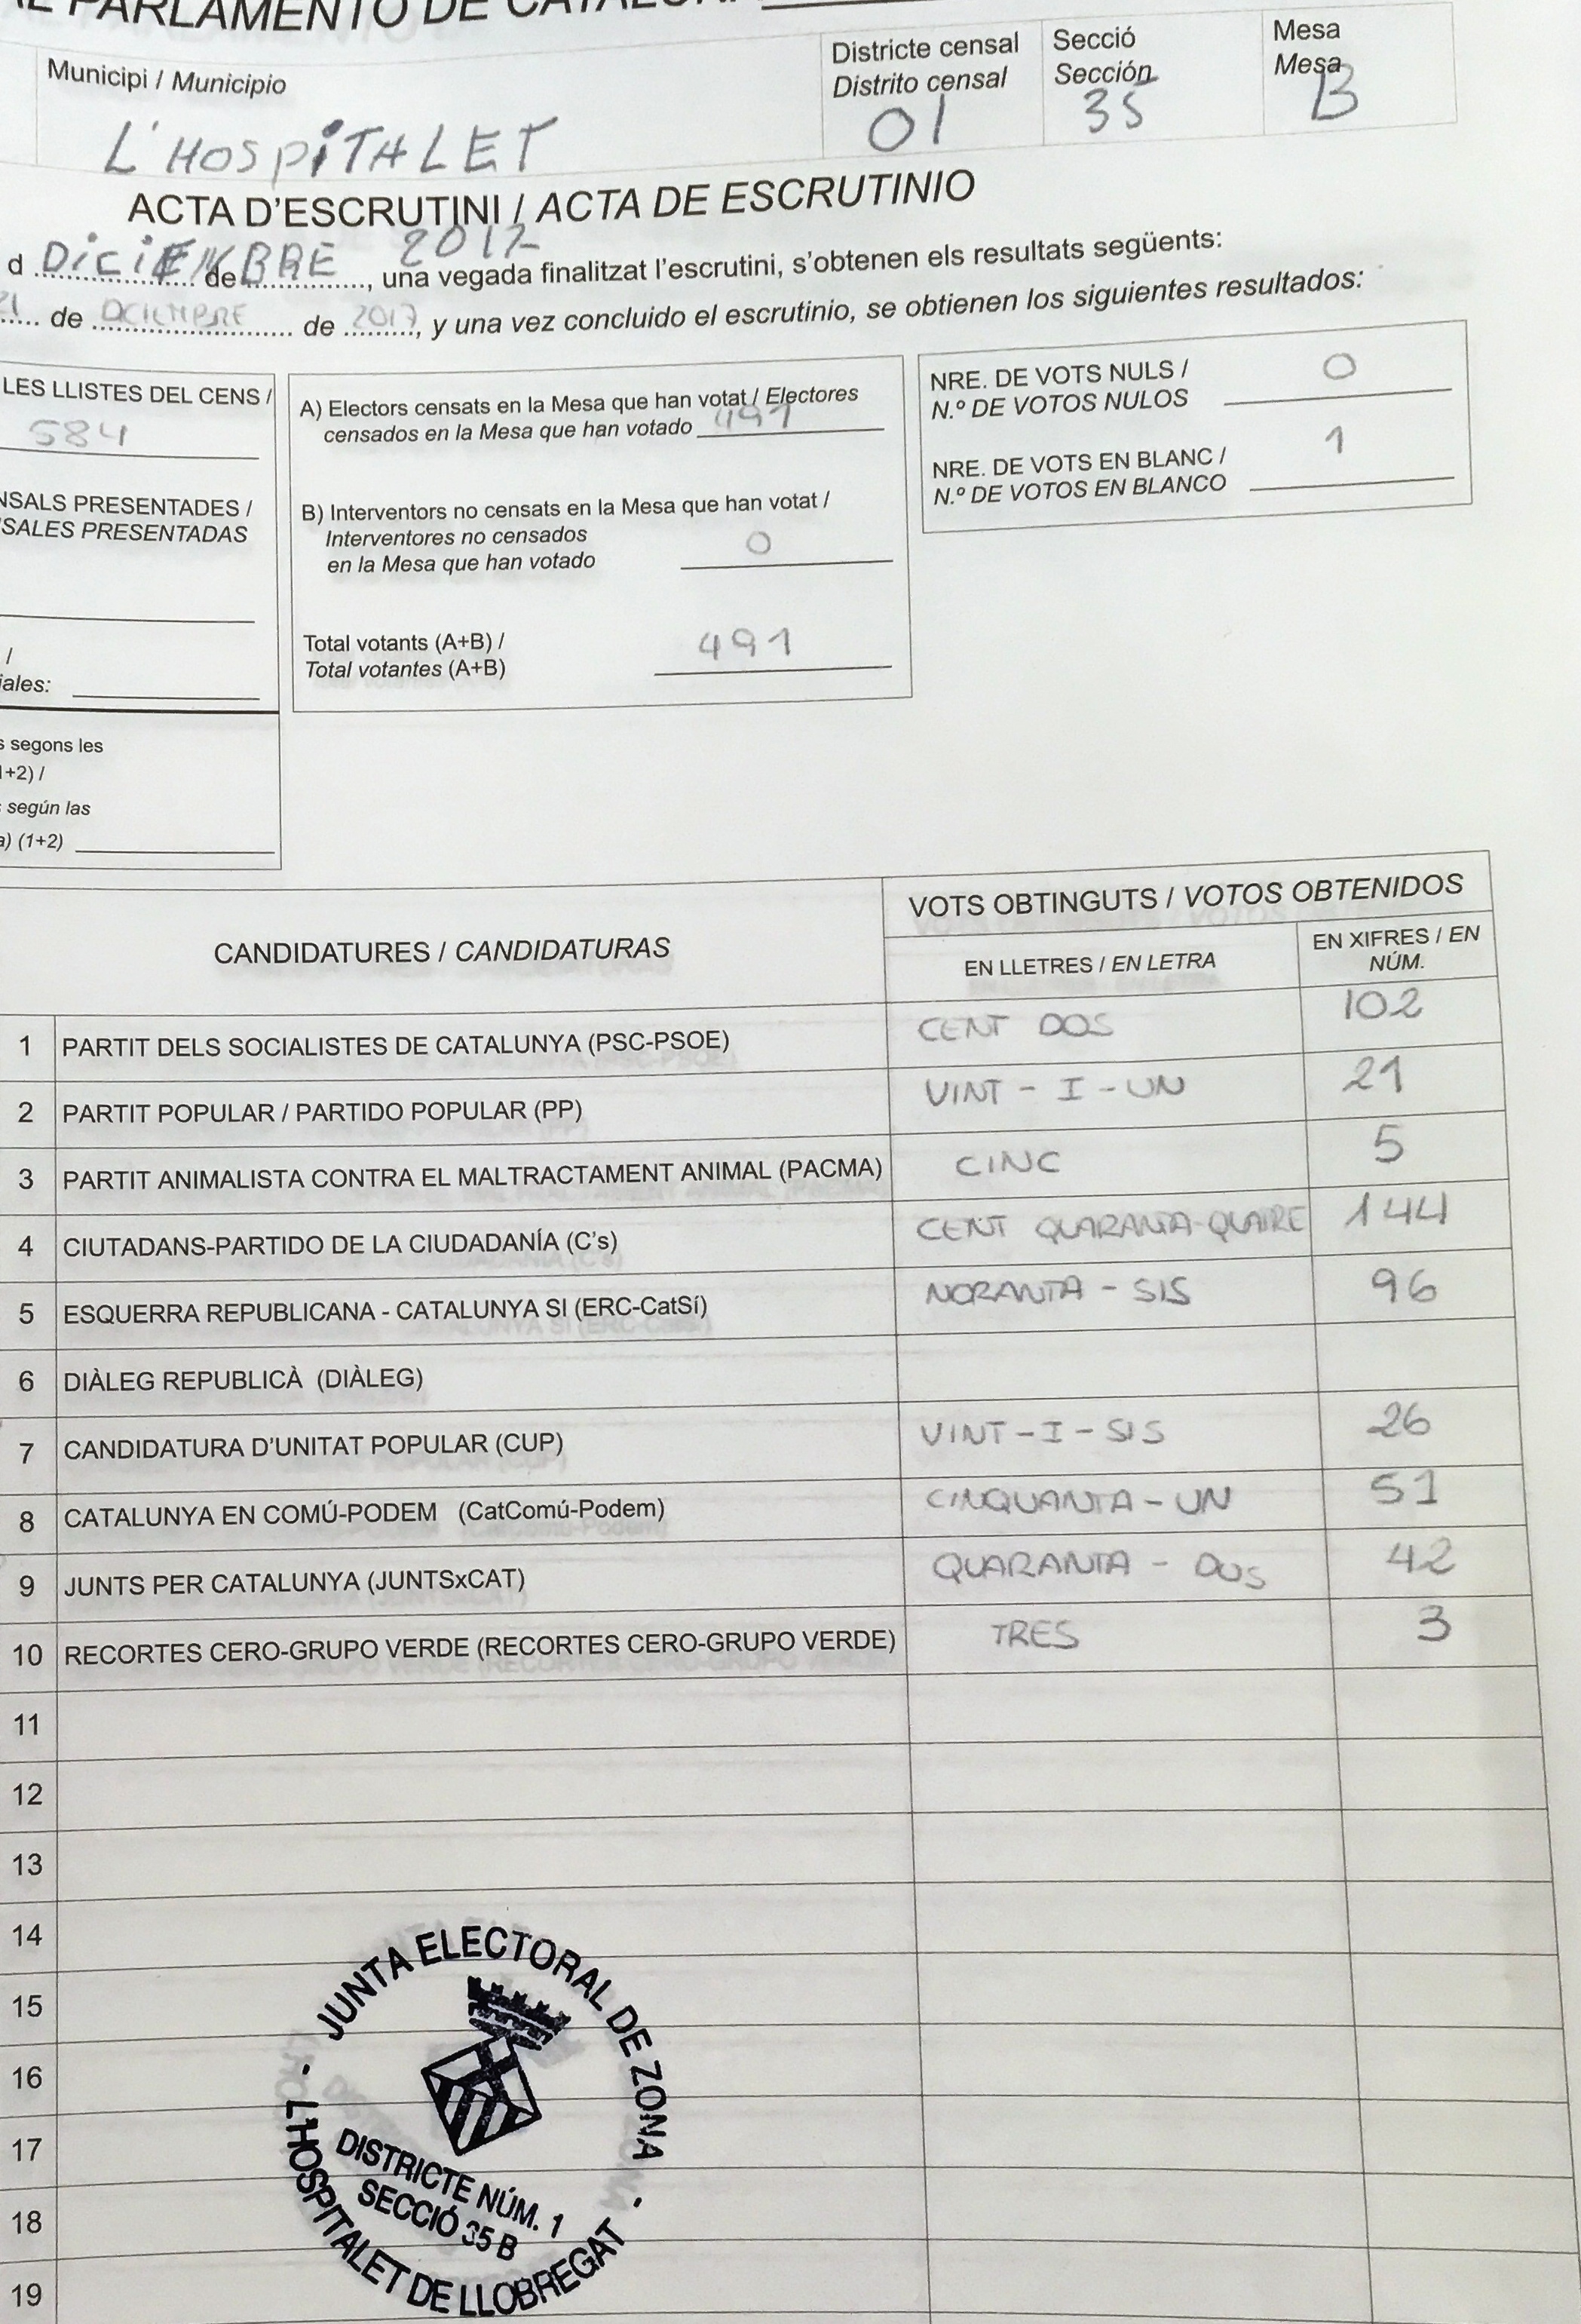 PARLAMENTO DE
Municipi / Municipio
L'HOSPITALET
Districte censal
Distrito censal
01
Secció
Sección
35
Mesa
Mesa
B
ACTA D'ESCRUTINI / ACTA DE ESCRUTINIO
d DiciEMBRE de 2017, una vegada finalitzat l'escrutini, s'obtenen els resultats següents:
de de 2017, y una vez concluido el escrutinio, se obtienen los siguientes resultados:
LES LLISTES DEL CENS /
584
PRESENTADES /
PRESENTADAS
/
segons les
1+2) /
según las
(1+2)
A) Electors censats en la Mesa que han votat / Electores
censados en la Mesa que han votado 491
B) Interventors no censats en la Mesa que han votat /
Interventores no censados
en la Mesa que han votado 0
Total votants (A+B) /
Total votantes (A+B) 491
NRE. DE VOTS NULS /
N.º DE VOTOS NULOS 0
NRE. DE VOTS EN BLANC /
N.º DE VOTOS EN BLANCO 1
CANDIDATURES / CANDIDATURAS
VOTS OBTINGUTS / VOTOS OBTENIDOS
EN LLETRES / EN LETRA
EN XIFRES / EN
NÚM.
1 PARTIT DELS SOCIALISTES DE CATALUNYA (PSC-PSOE) CENT DOS 102
2 PARTIT POPULAR / PARTIDO POPULAR (PP) VINT - I - UN 21
3 PARTIT ANIMALISTA CONTRA EL MALTRACTAMENT ANIMAL (PACMA) CINC 5
4 CIUTADANS-PARTIDO DE LA CIUDADANÍA (C's) CENT QUARANTA-QUATRE 144
5 ESQUERRA REPUBLICANA - CATALUNYA SI (ERC-CatSí) NORANTA - SIS 96
6 DIÀLEG REPUBLICÀ (DIÀLEG)
7 CANDIDATURA D'UNITAT POPULAR (CUP) VINT - I - SIS 26
8 CATALUNYA EN COMÚ-PODEM (CatComú-Podem) CINQUANTA - UN 51
9 JUNTS PER CATALUNYA (JUNTSxCAT) QUARANTA - DOS 42
10 RECORTES CERO-GRUPO VERDE (RECORTES CERO-GRUPO VERDE) TRES 3
11
12
13
14
15
16
17
18
19
JUNTA ELECTORAL DE ZONA
DISTRICTE NÚM. 1
SECCIÓ 35 B
- L'HOSPITALET DE LLOBREGAT -